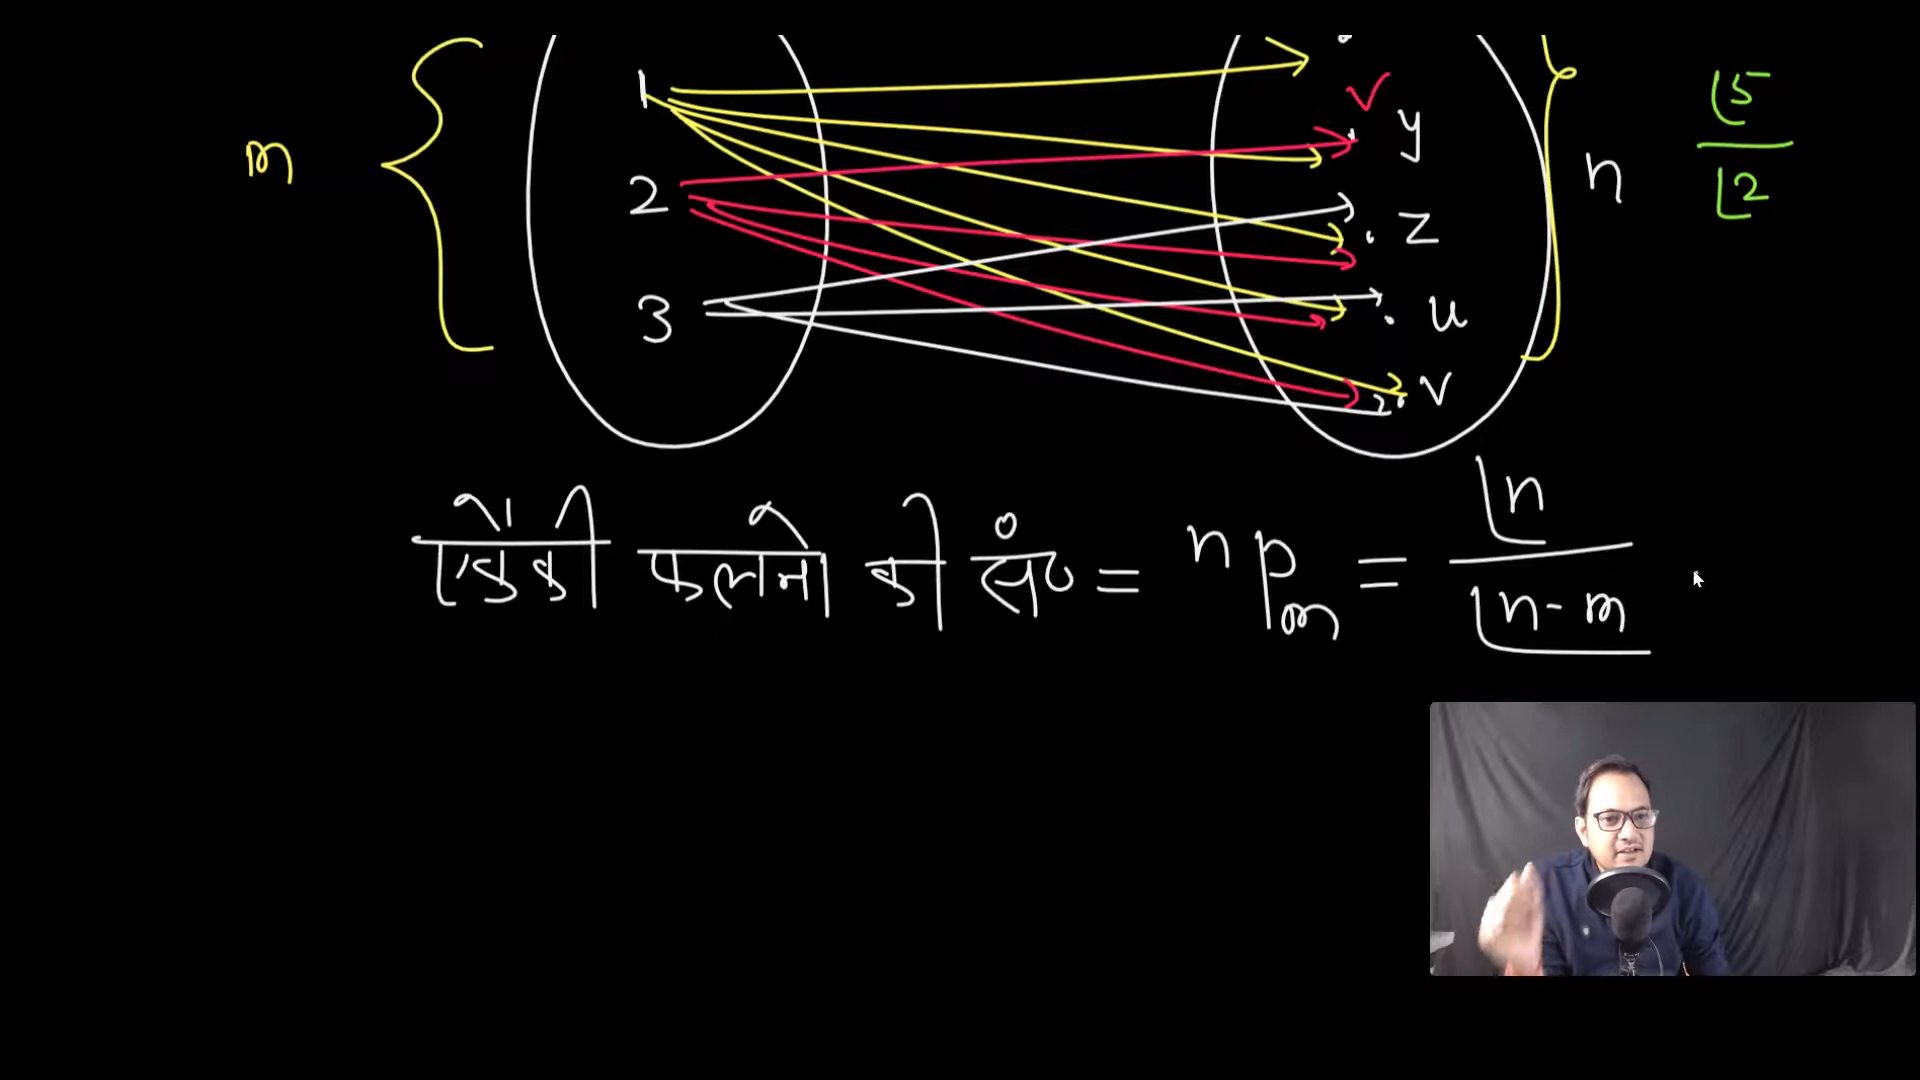 1
m
y
n
⌊5
⌊2
2
z
3
u
v
एकैकी फलनों की सं० = ⁿPₘ = ⌊n / ⌊n-m